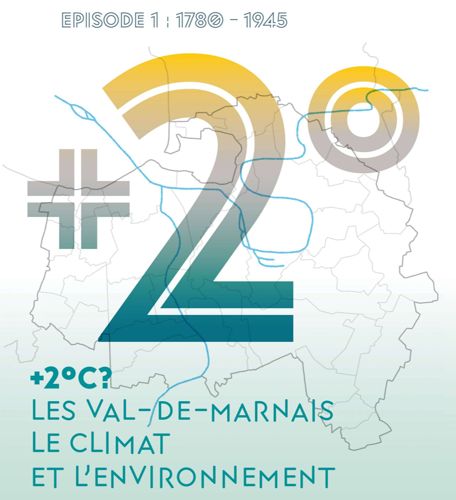 EPISODE 1 : 1780 - 1945
+2°
+2°C?
LES VAL-DE-MARNAIS
LE CLIMAT
ET L'ENVIRONNEMENT